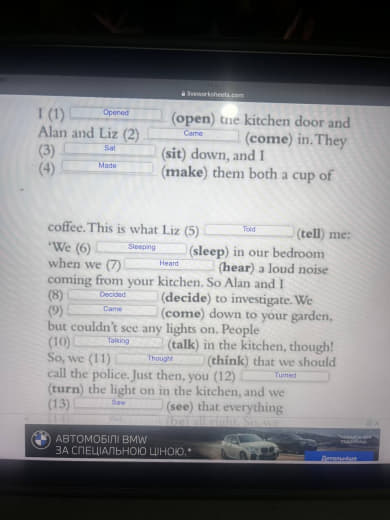 liveworksheets.com
I (1) Opened (open) the kitchen door and
Alan and Liz (2) Came (come) in. They
(3) Sat (sit) down, and I
(4) Made (make) them both a cup of
coffee. This is what Liz (5) Told (tell) me:
'We (6) Sleeping (sleep) in our bedroom
when we (7) Heard (hear) a loud noise
coming from your kitchen. So Alan and I
(8) Decided (decide) to investigate. We
(9) Came (come) down to your garden,
but couldn't see any lights on. People
(10) Talking (talk) in the kitchen, though!
So, we (11) Thought (think) that we should
call the police. Just then, you (12) Turned
(turn) the light on in the kitchen, and we
(13) Saw (see) that everything
АВТОМОБІЛІ BMW
ЗА СПЕЦІАЛЬНОЮ ЦІНОЮ.*
Детальніше